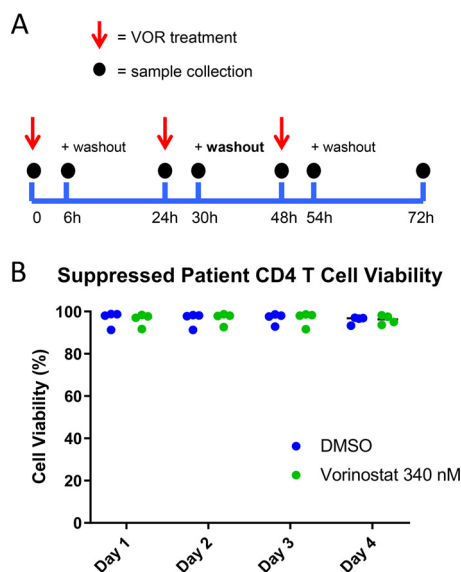 A
= VOR treatment
= sample collection
+ washout + washout + washout
0 6h 24h 30h 48h 54h 72h
B
Suppressed Patient CD4 T Cell Viability
Cell Viability (%)
100
80
60
40
20
0
DMSO
Vorinostat 340 nM
Day 1 Day 2 Day 3 Day 4